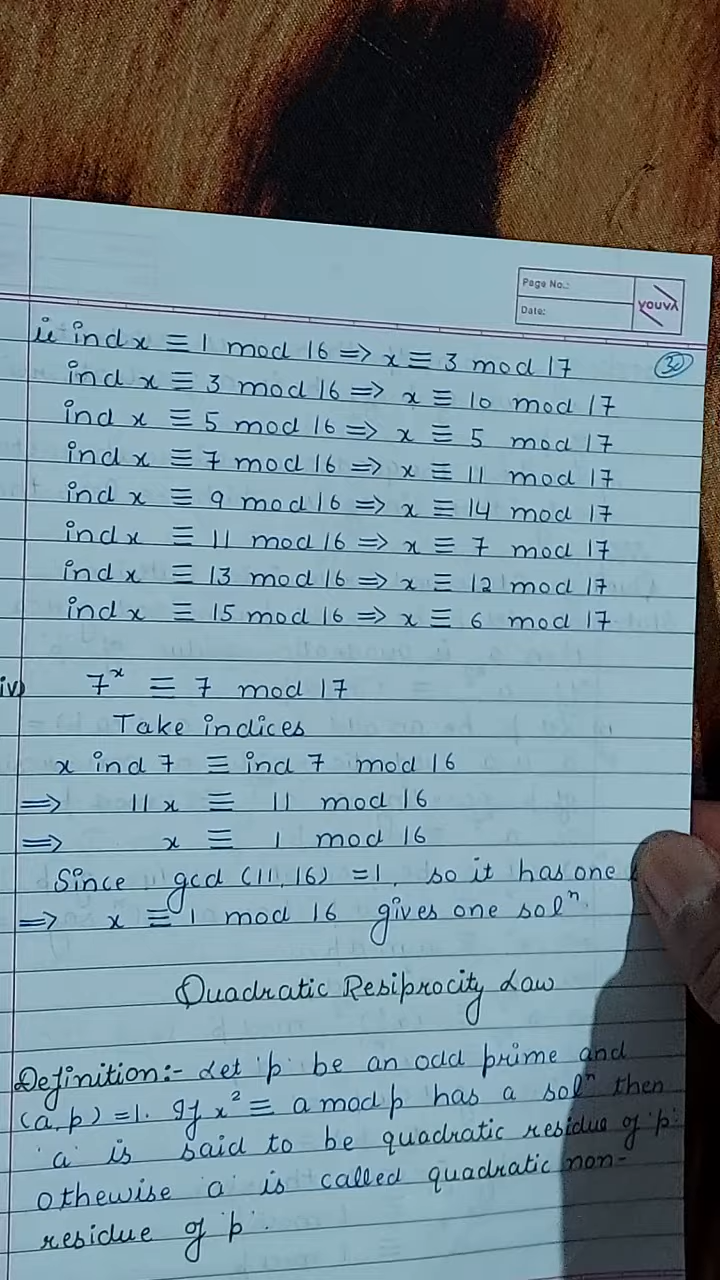 Page No.:
Date:
youva
30
ie ind x ≡ 1 mod 16 ⇒ x ≡ 3 mod 17
ind x ≡ 3 mod 16 ⇒ x ≡ 10 mod 17
ind x ≡ 5 mod 16 ⇒ x ≡ 5 mod 17
ind x ≡ 7 mod 16 ⇒ x ≡ 11 mod 17
ind x ≡ 9 mod 16 ⇒ x ≡ 14 mod 17
ind x ≡ 11 mod 16 ⇒ x ≡ 7 mod 17
ind x ≡ 13 mod 16 ⇒ x ≡ 12 mod 17
ind x ≡ 15 mod 16 ⇒ x ≡ 6 mod 17
iv) 7ˣ ≡ 7 mod 17
Take indices
x ind 7 ≡ ind 7 mod 16
⇒ 11x ≡ 11 mod 16
⇒ x ≡ 1 mod 16
Since gcd (11, 16) = 1, so it has one
⇒ x ≡ 1 mod 16 gives one solⁿ.
Quadratic Resiprocity Law
Definition:- Let 'p' be an odd prime and
(a, p) = 1. If x² ≡ a mod p has a solⁿ then
'a' is said to be quadratic residue of 'p'
othewise a is called quadratic non-
residue of 'p'.